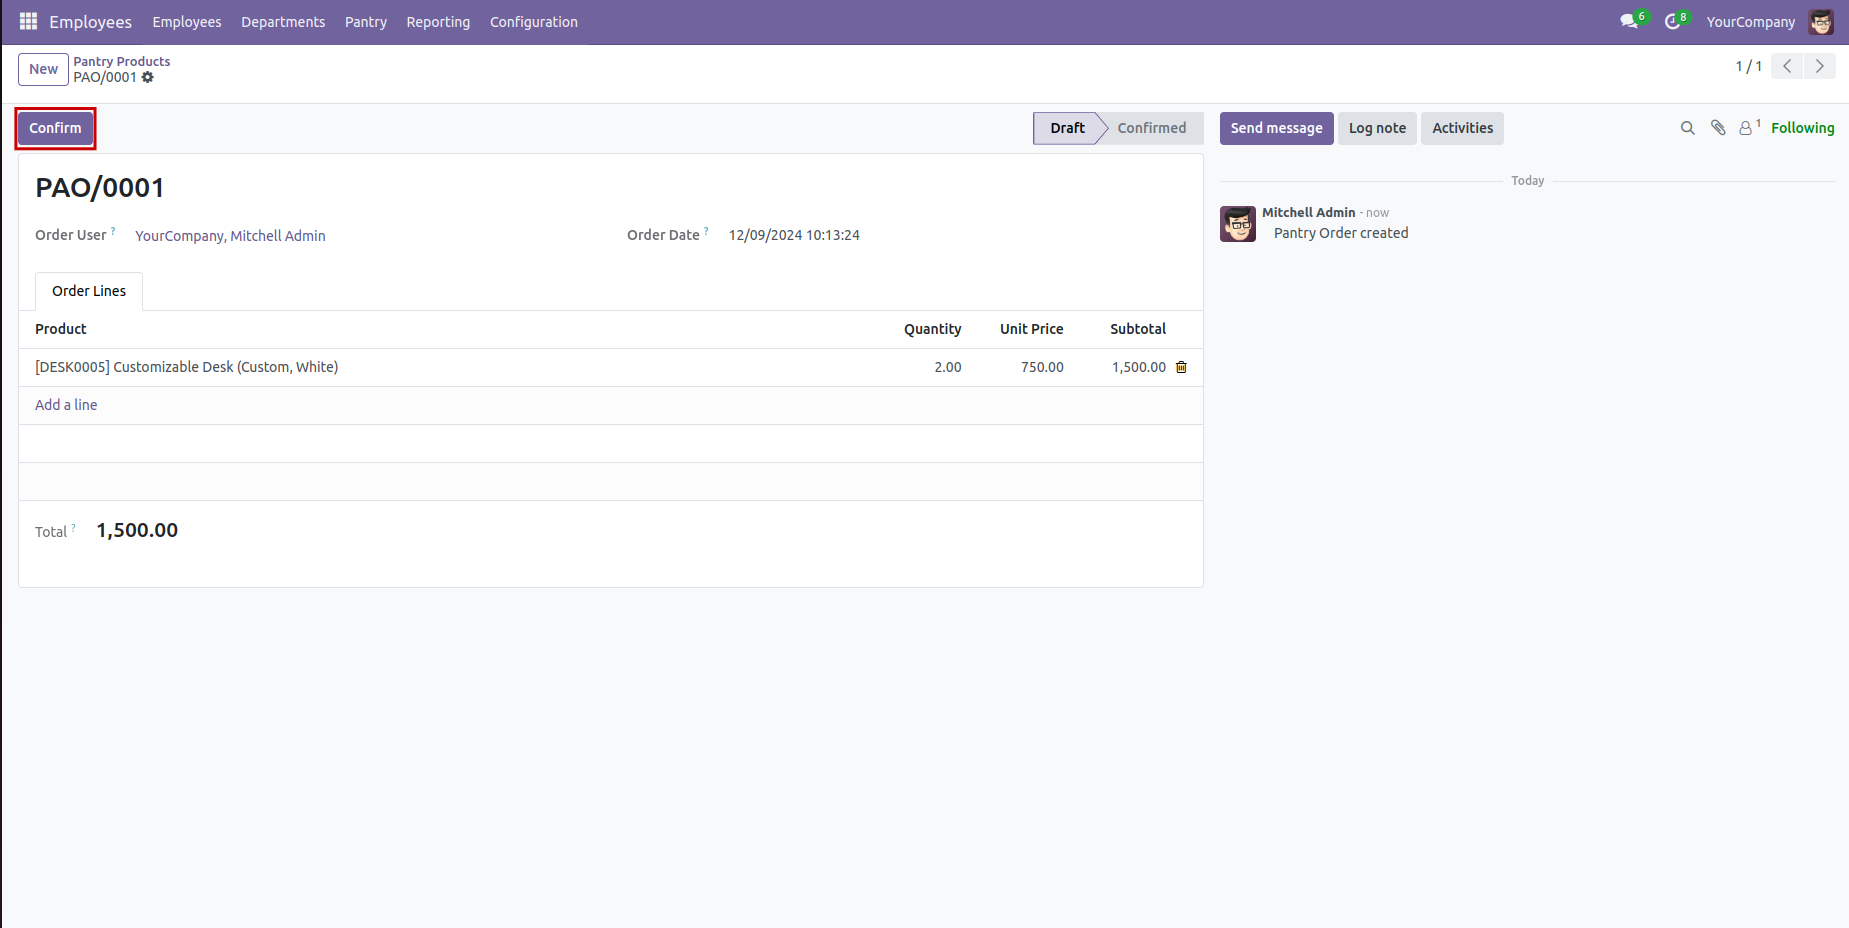 Employees Employees Departments Pantry Reporting Configuration 6 8 YourCompany
New Pantry Products
PAO/0001
1 / 1
Confirm Draft Confirmed Send message Log note Activities 1 Following
PAO/0001
Today
Mitchell Admin - now
Pantry Order created
Order User ? YourCompany, Mitchell Admin Order Date ? 12/09/2024 10:13:24
Order Lines
Product Quantity Unit Price Subtotal
[DESK0005] Customizable Desk (Custom, White) 2.00 750.00 1,500.00
Add a line
Total ? 1,500.00